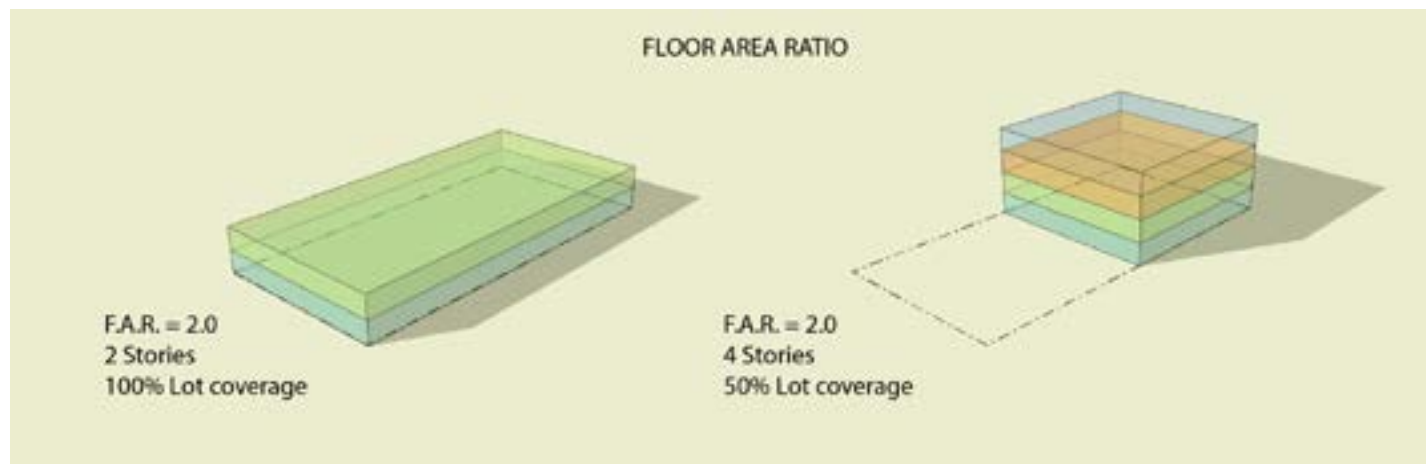 FLOOR AREA RATIO
F.A.R. = 2.0
2 Stories
100% Lot coverage
F.A.R. = 2.0
4 Stories
50% Lot coverage